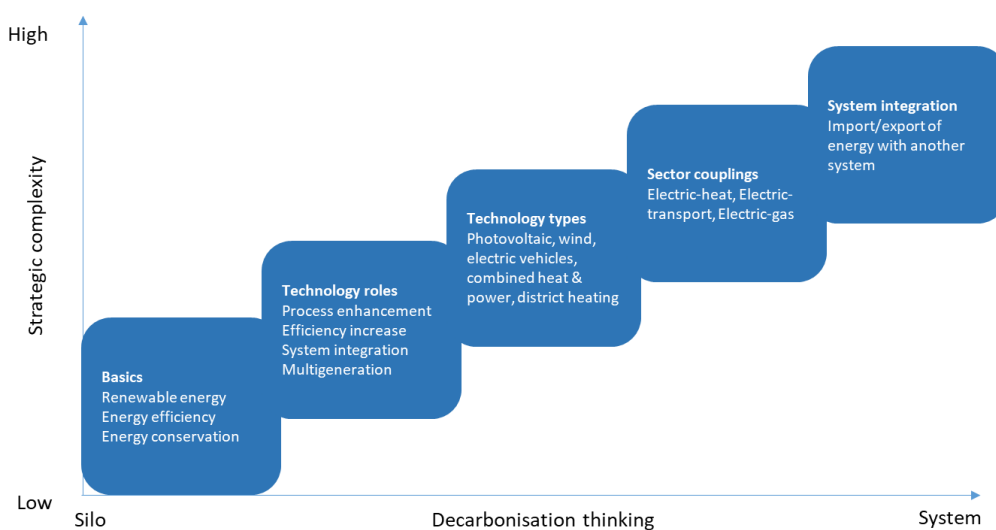 High
Strategic complexity
System integration
Import/export of
energy with another
system
Sector couplings
Electric-heat, Electric-
transport, Electric-gas
Technology types
Photovoltaic, wind,
electric vehicles,
combined heat &
power, district heating
Technology roles
Process enhancement
Efficiency increase
System integration
Multigeneration
Basics
Renewable energy
Energy efficiency
Energy conservation
Low
Silo
Decarbonisation thinking
System